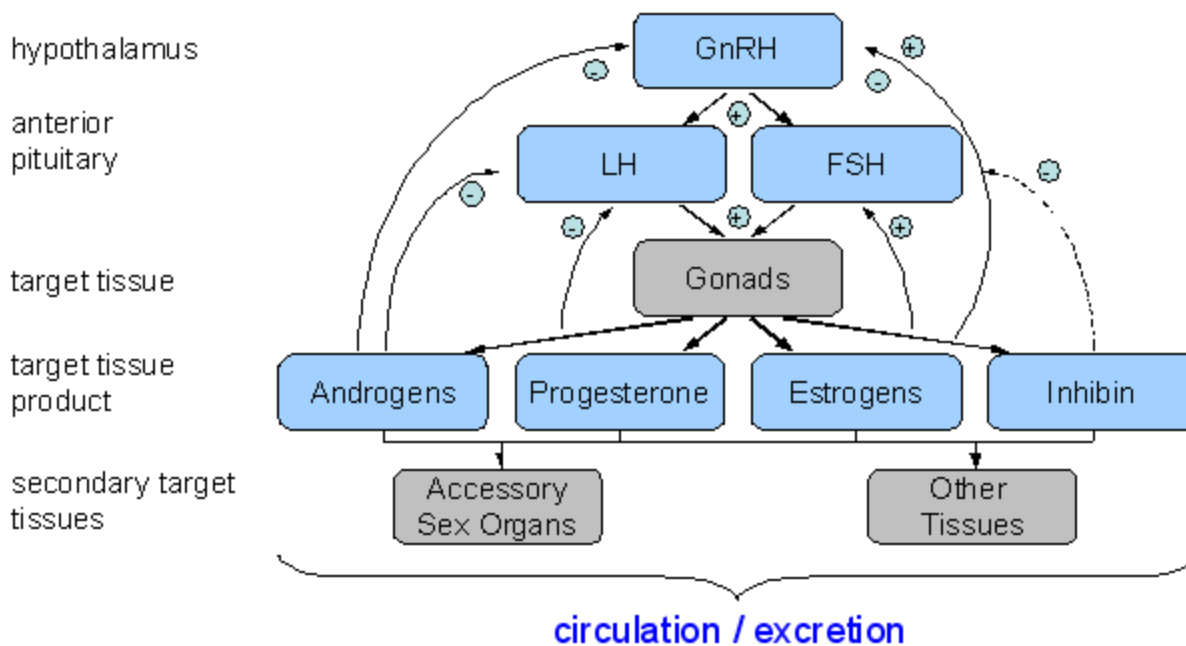 hypothalamus
GnRH
+
-
-
anterior
pituitary
+
LH
FSH
-
-
-
+
+
target tissue
Gonads
target tissue
product
Androgens
Progesterone
Estrogens
Inhibin
secondary target
tissues
Accessory
Sex Organs
Other
Tissues
circulation / excretion